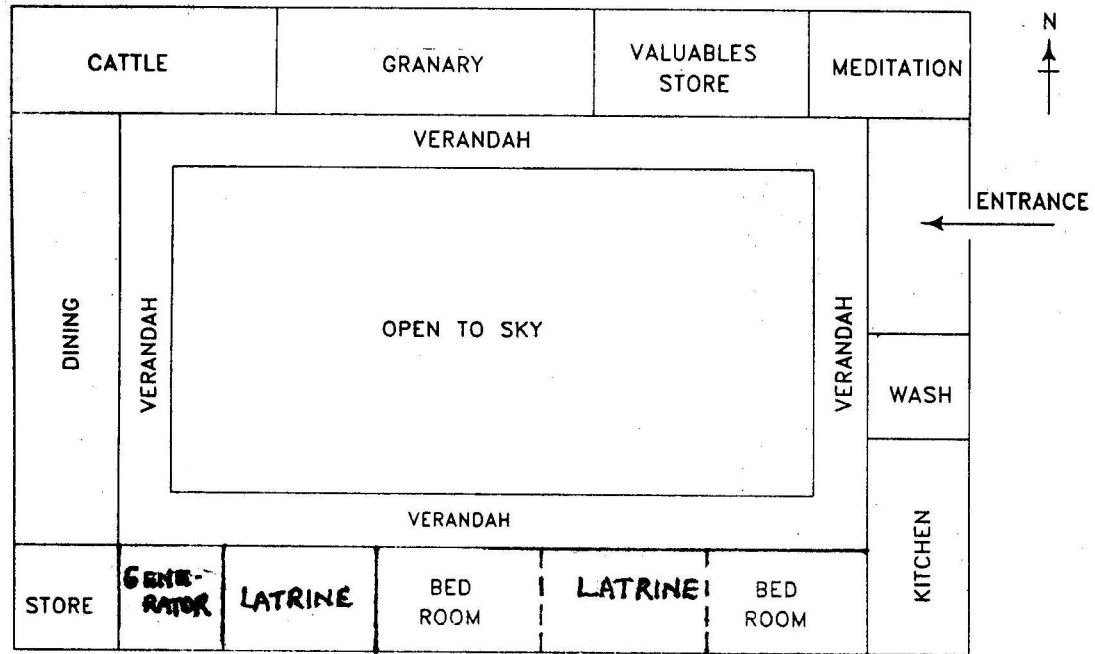 N
CATTLE
GRANARY
VALUABLES
STORE
MEDITATION
VERANDAH
ENTRANCE
DINING
VERANDAH
OPEN TO SKY
VERANDAH
WASH
VERANDAH
KITCHEN
STORE
GENE-
RATOR
LATRINE
BED
ROOM
LATRINE
BED
ROOM